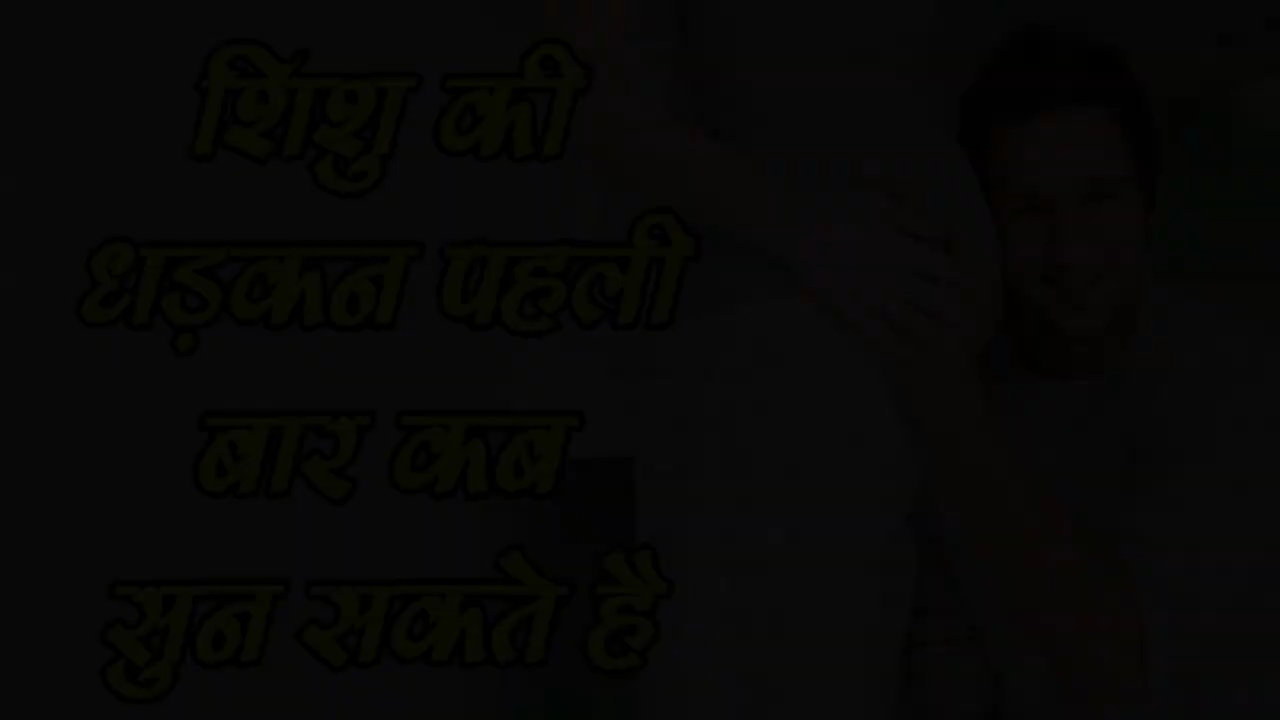 शिशु की
धड़कन पहली
बार कब
सुन सकते है